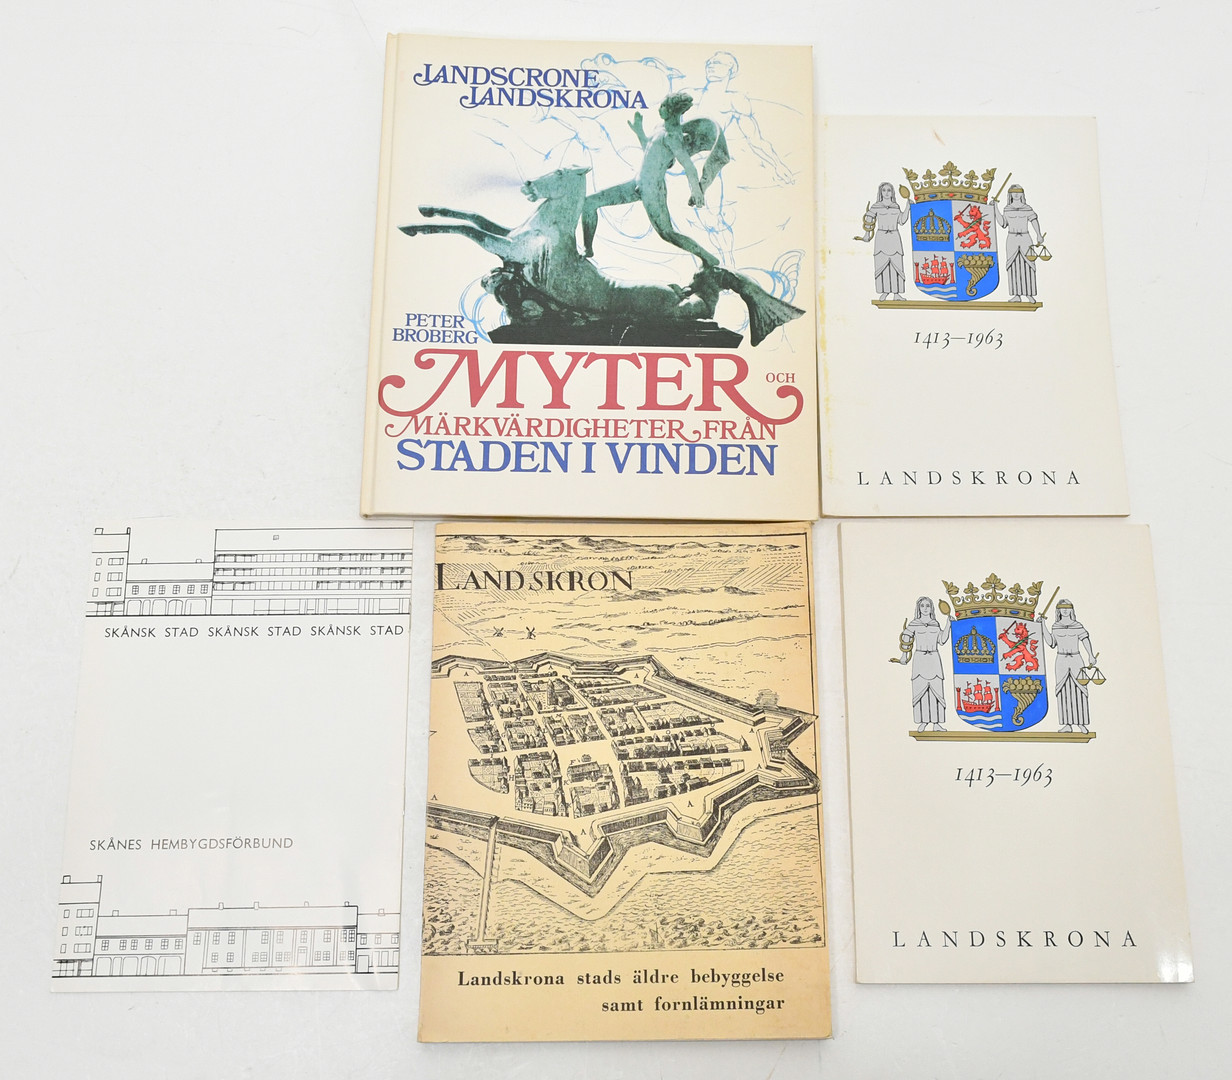 LANDSCRONE
LANDSKRONA
PETER
BROBERG
MYTER OCH
MÄRKVÄRDIGHETER FRÅN
STADEN I VINDEN
1413–1963
LANDSKRONA
SKÅNSK STAD SKÅNSK STAD SKÅNSK STAD
SKÅNES HEMBYGDSFÖRBUND
LANDSKRON
Landskrona stads äldre bebyggelse
samt fornlämningar
1413–1963
LANDSKRONA